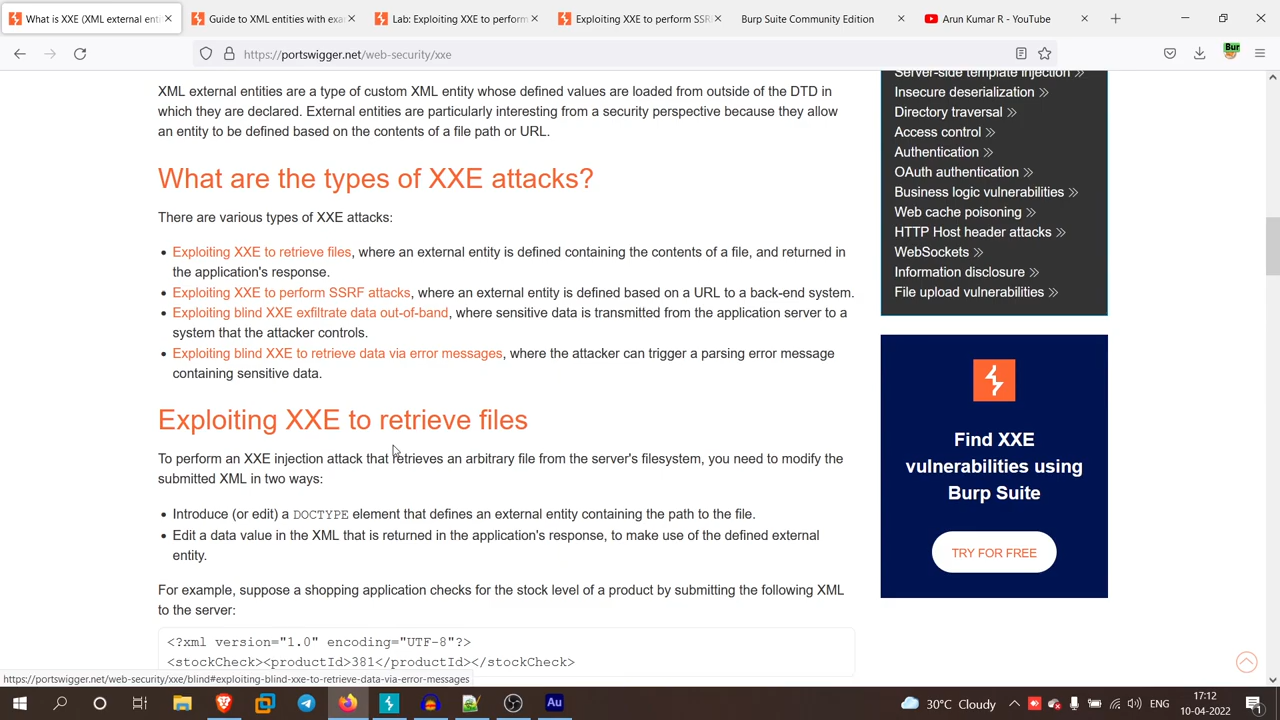 What is XXE (XML external enti
Guide to XML entities with exa
Lab: Exploiting XXE to perform
Exploiting XXE to perform SSR
Burp Suite Community Edition
Arun Kumar R - YouTube
https://portswigger.net/web-security/xxe
Bur
XML external entities are a type of custom XML entity whose defined values are loaded from outside of the DTD in
which they are declared. External entities are particularly interesting from a security perspective because they allow
an entity to be defined based on the contents of a file path or URL.
What are the types of XXE attacks?
There are various types of XXE attacks:
• Exploiting XXE to retrieve files, where an external entity is defined containing the contents of a file, and returned in
the application's response.
• Exploiting XXE to perform SSRF attacks, where an external entity is defined based on a URL to a back-end system.
• Exploiting blind XXE exfiltrate data out-of-band, where sensitive data is transmitted from the application server to a
system that the attacker controls.
• Exploiting blind XXE to retrieve data via error messages, where the attacker can trigger a parsing error message
containing sensitive data.
Exploiting XXE to retrieve files
To perform an XXE injection attack that retrieves an arbitrary file from the server's filesystem, you need to modify the
submitted XML in two ways:
• Introduce (or edit) a DOCTYPE element that defines an external entity containing the path to the file.
• Edit a data value in the XML that is returned in the application's response, to make use of the defined external
entity.
For example, suppose a shopping application checks for the stock level of a product by submitting the following XML
to the server:
<?xml version="1.0" encoding="UTF-8"?>
<stockCheck><productId>381</productId></stockCheck>
https://portswigger.net/web-security/xxe/blind#exploiting-blind-xxe-to-retrieve-data-via-error-messages
Server-side template injection
Insecure deserialization
Directory traversal
Access control
Authentication
OAuth authentication
Business logic vulnerabilities
Web cache poisoning
HTTP Host header attacks
WebSockets
Information disclosure
File upload vulnerabilities
Find XXE
vulnerabilities using
Burp Suite
TRY FOR FREE
Au
30°C Cloudy
ENG
17:12
10-04-2022
1